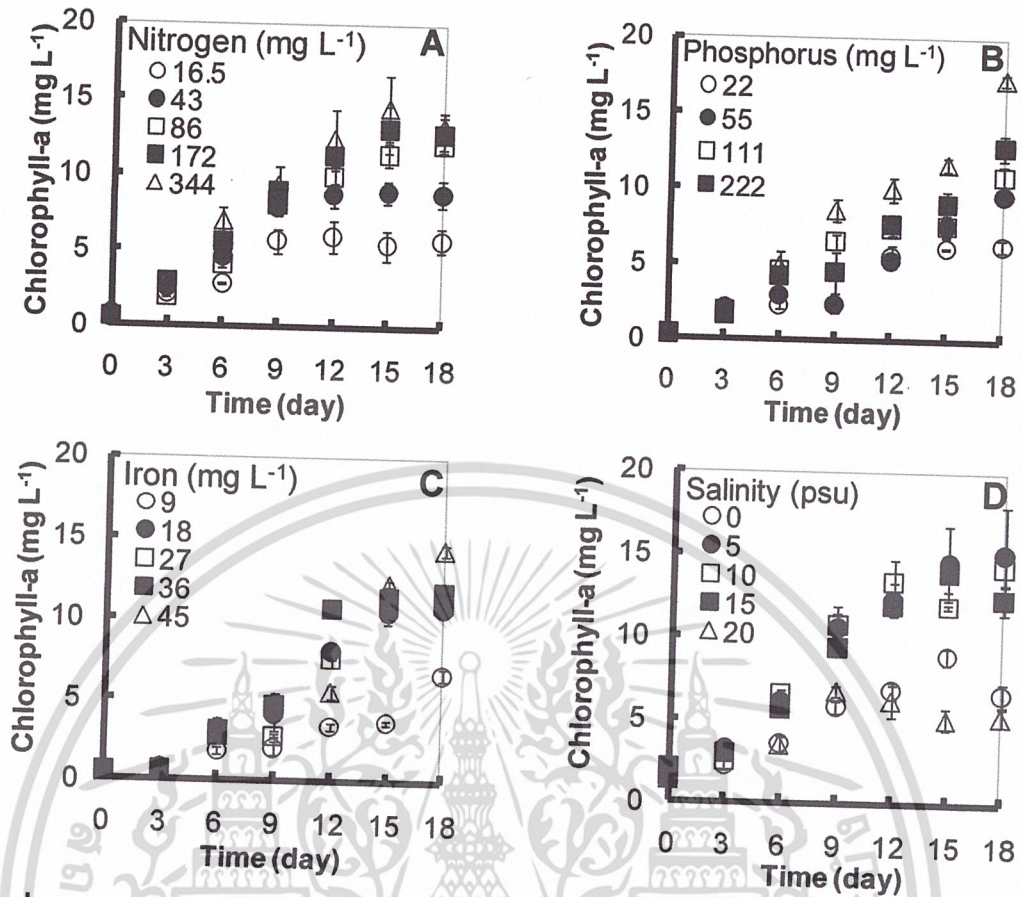 Nitrogen (mg L-1) A
16.5
43
86
172
344
Chlorophyll-a (mg L-1)
20
15
10
5
0
0 3 6 9 12 15 18
Time (day)
Phosphorus (mg L-1) B
22
55
111
222
Chlorophyll-a (mg L-1)
20
15
10
5
0
0 3 6 9 12 15 18
Time (day)
Iron (mg L-1) C
9
18
27
36
45
Chlorophyll-a (mg L-1)
20
15
10
5
0
0 3 6 9 12 15 18
Time (day)
Salinity (psu) D
0
5
10
15
20
Chlorophyll-a (mg L-1)
20
15
10
5
0
0 3 6 9 12 15 18
Time (day)